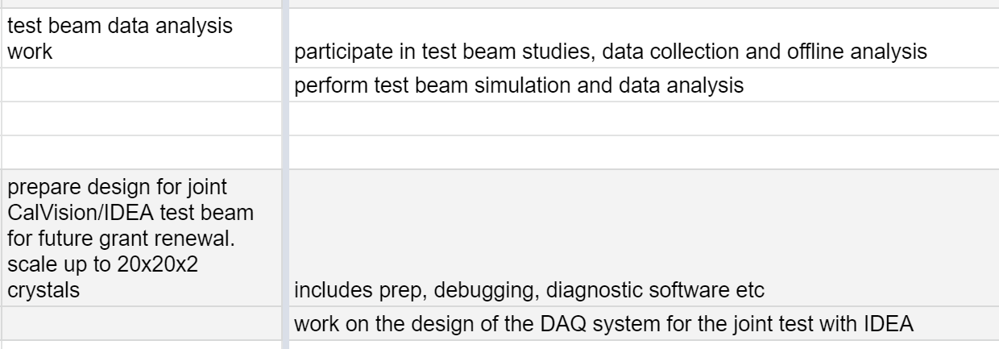 test beam data analysis
work
participate in test beam studies, data collection and offline analysis
perform test beam simulation and data analysis
prepare design for joint
CalVision/IDEA test beam
for future grant renewal.
scale up to 20x20x2
crystals
includes prep, debugging, diagnostic software etc
work on the design of the DAQ system for the joint test with IDEA